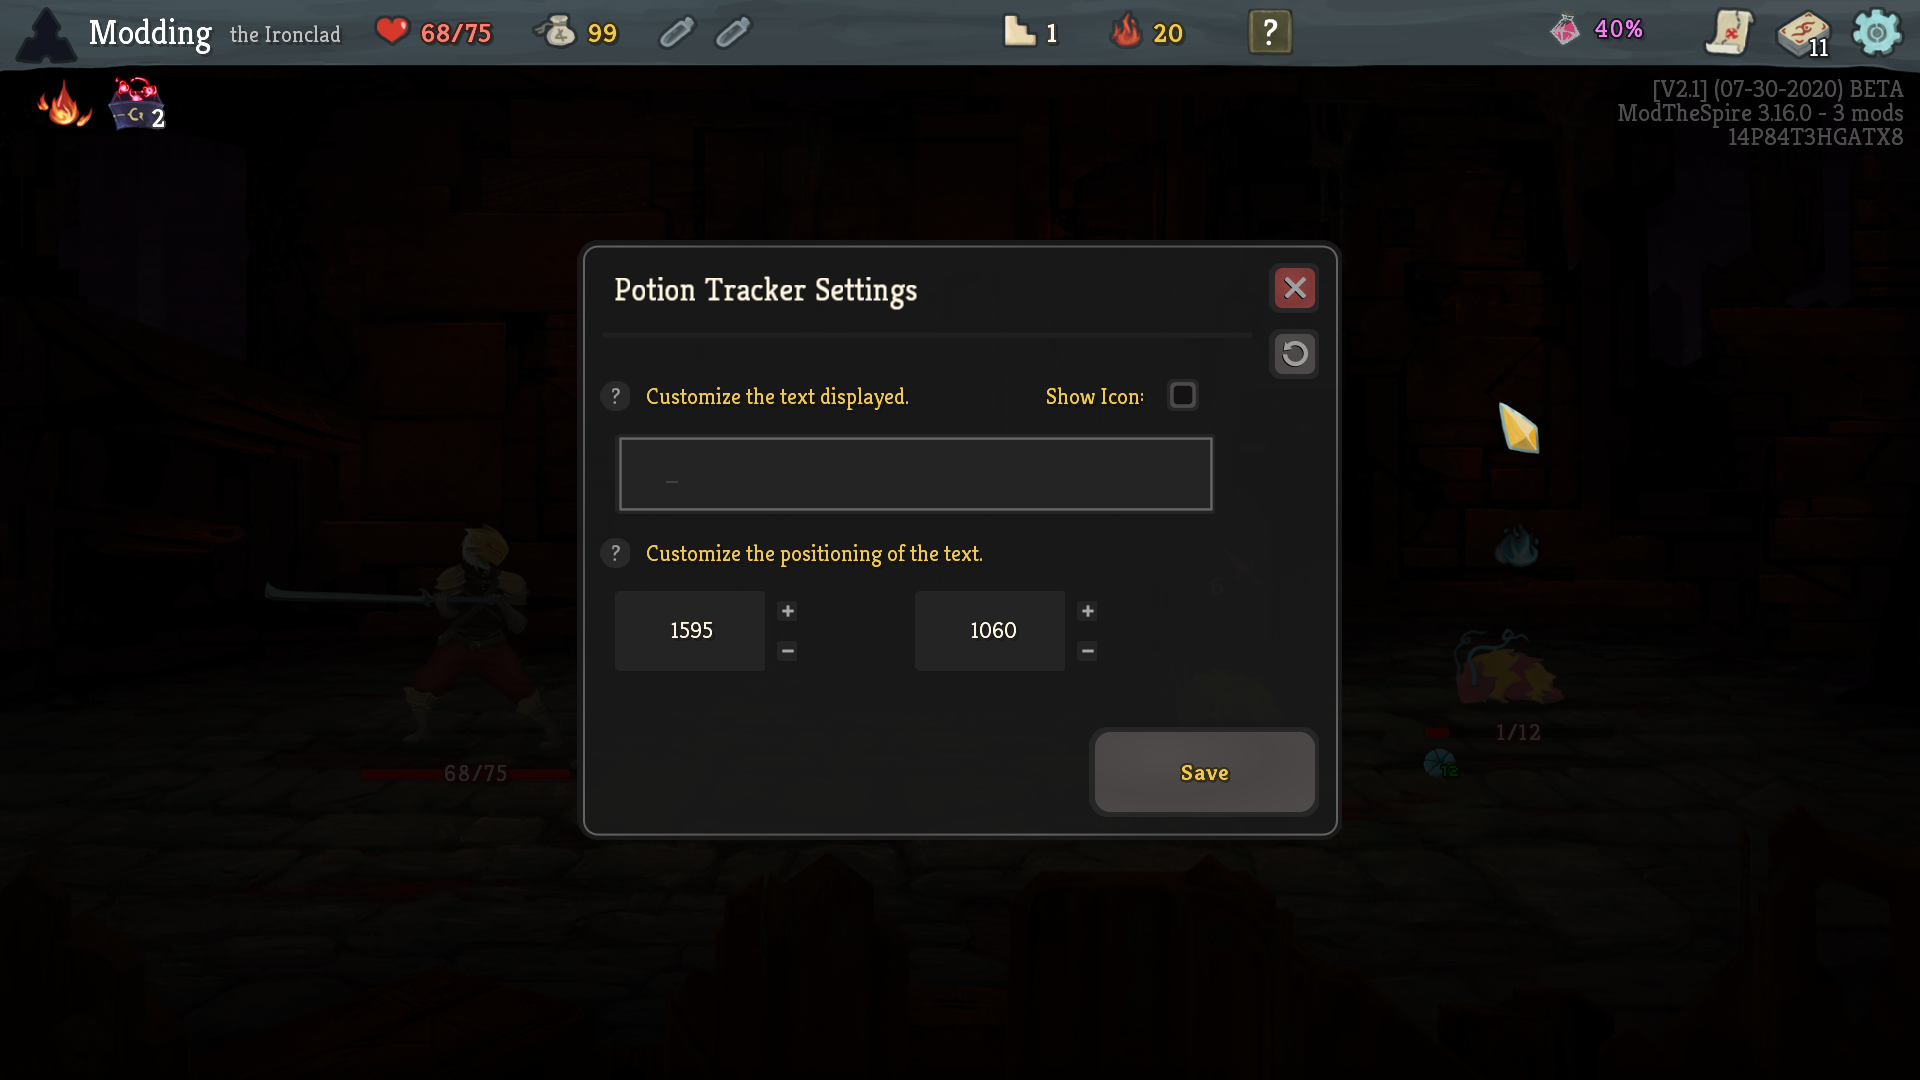 Modding the Ironclad 68/75 99 1 20 ? 40% 11
2
[V2.1] (07-30-2020) BETA
ModTheSpire 3.16.0 - 3 mods
14P84T3HGATX8
Potion Tracker Settings
? Customize the text displayed. Show Icon:
_
? Customize the positioning of the text.
1595 + - 1060 + -
6
1/12
12
68/75
Save